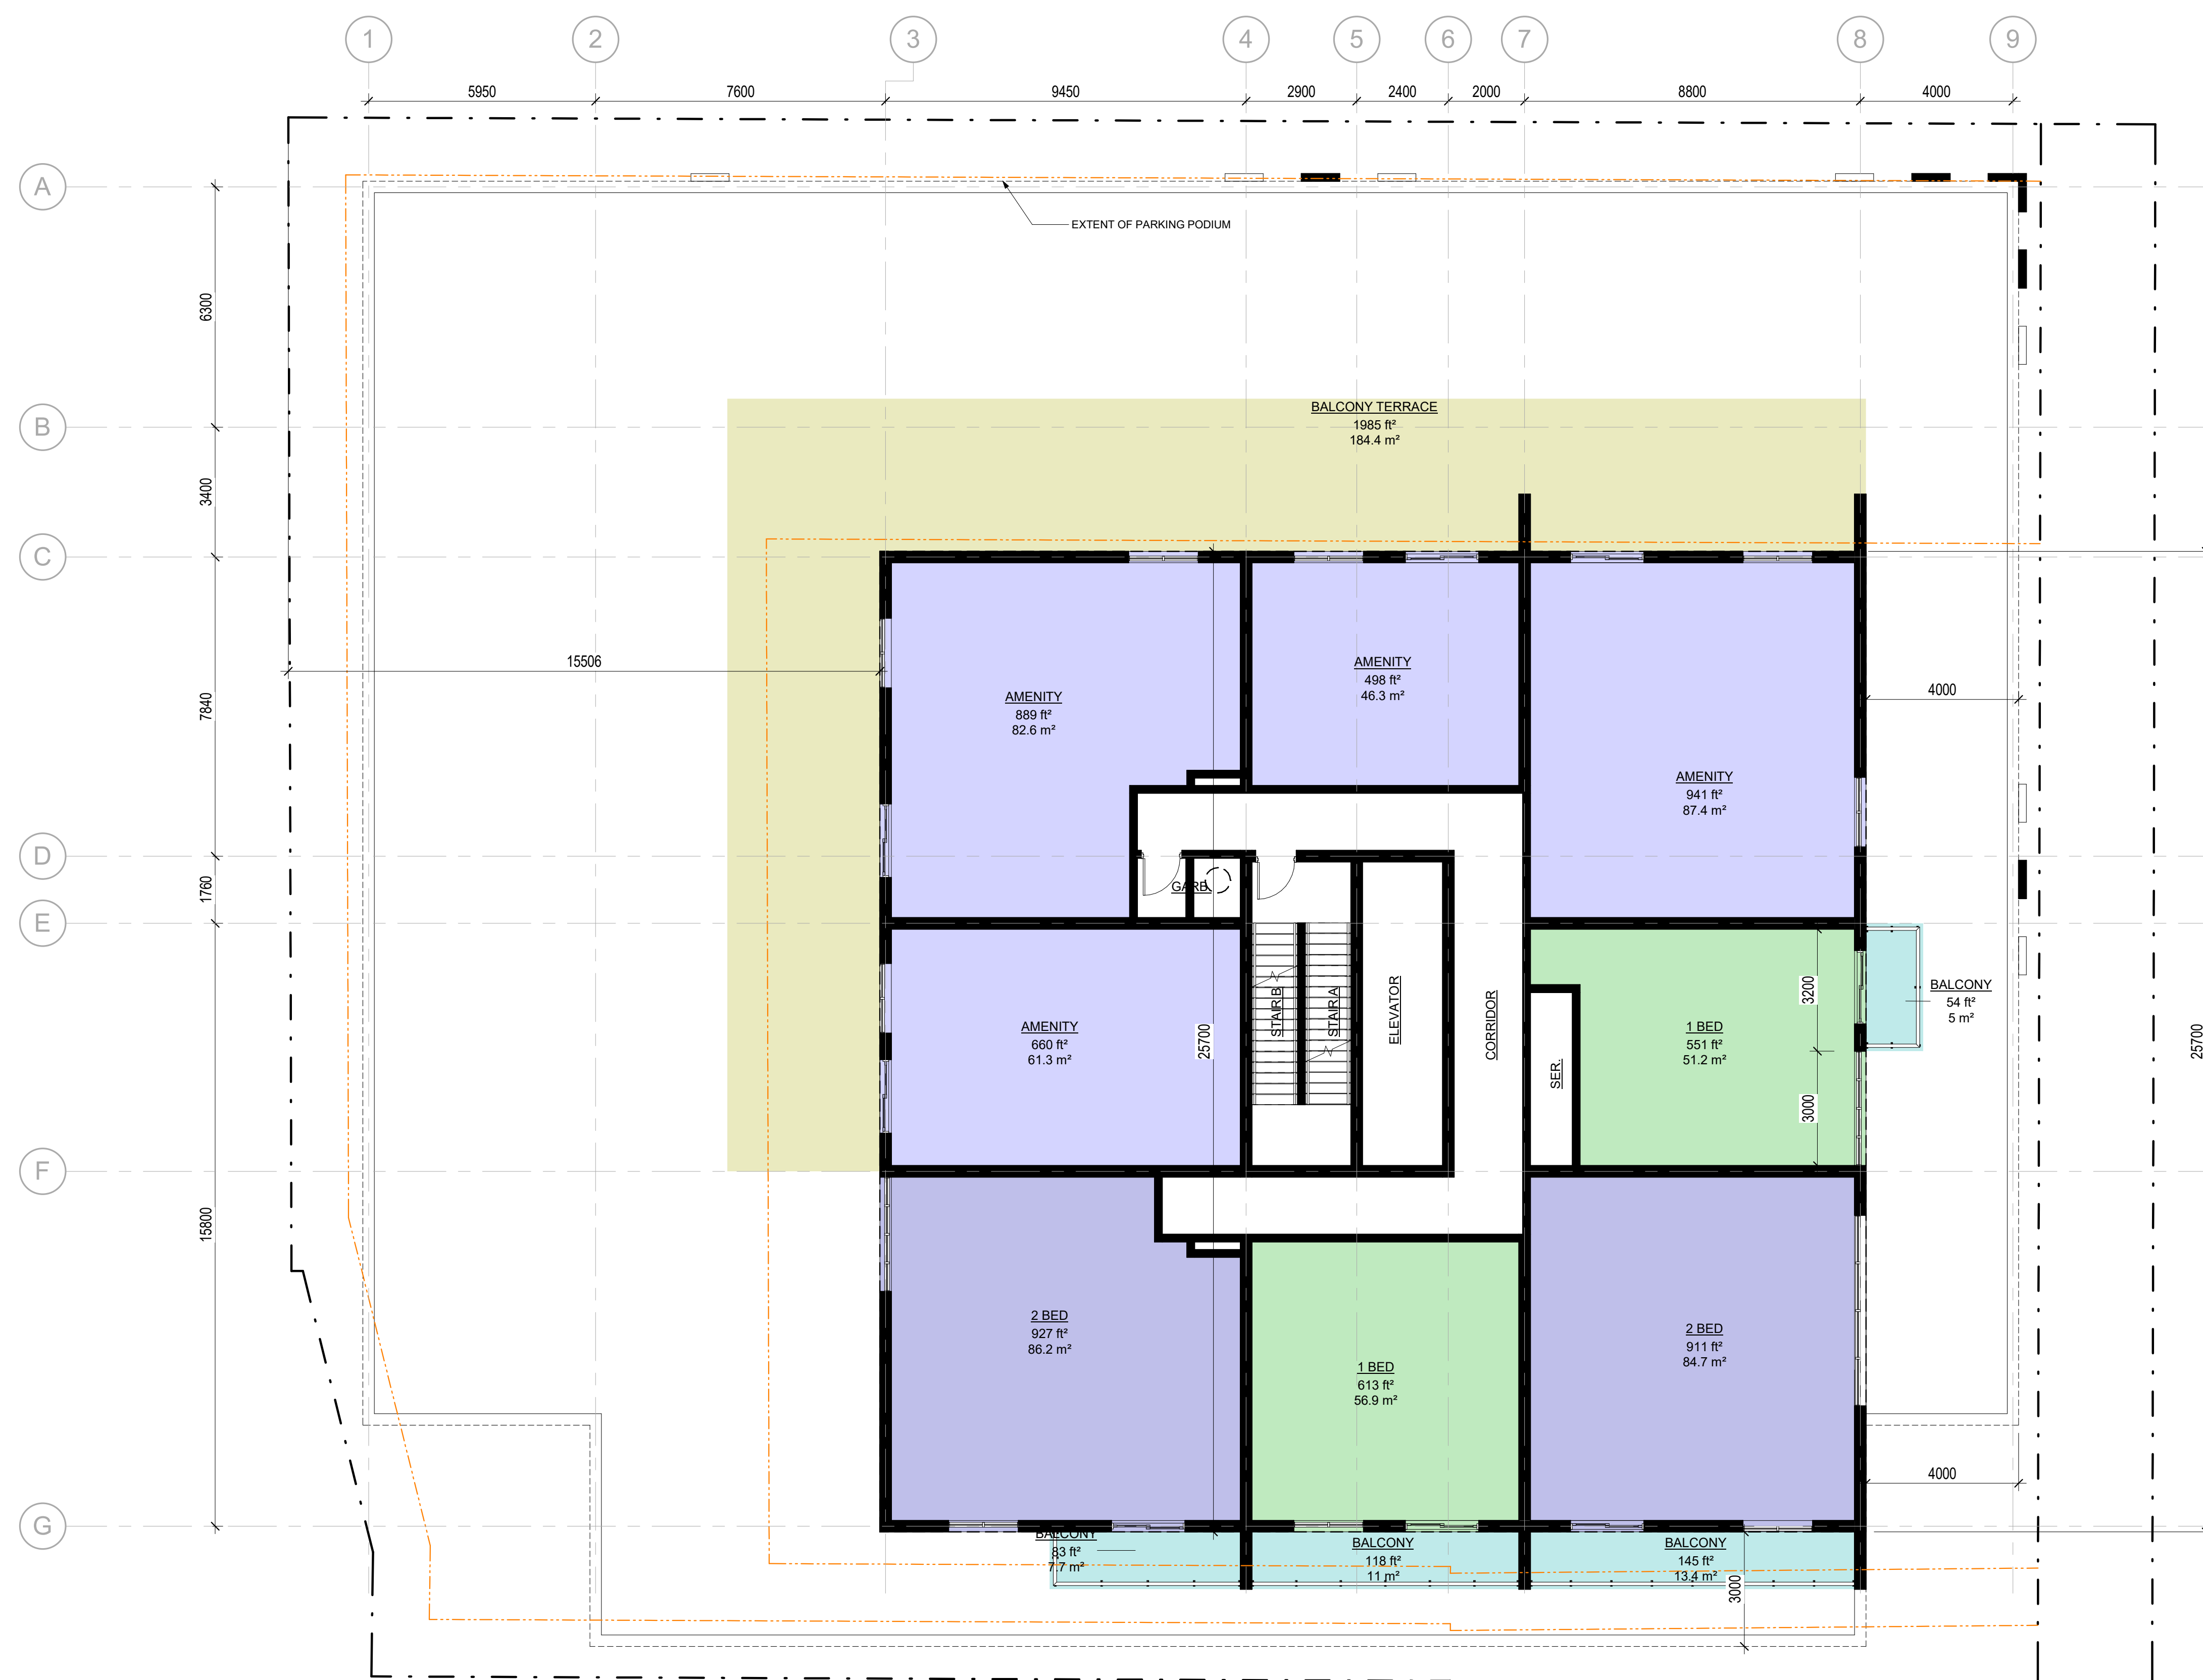 1 2 3 4 5 6 7 8 9
5950 7600 9450 2900 2400 2000 8800 4000
A
EXTENT OF PARKING PODIUM
6300
BALCONY TERRACE
1985 ft²
184.4 m²
B
3400
C
15506
AMENITY
498 ft²
46.3 m²
4000
AMENITY
889 ft²
82.6 m²
7840
AMENITY
941 ft²
87.4 m²
D
GARB.
1760
E
AMENITY
660 ft²
61.3 m²
25700
STAIR B
STAIR A
ELEVATOR
CORRIDOR
SER.
1 BED
551 ft²
51.2 m²
3200
3000
BALCONY
54 ft²
5 m²
25700
F
15800
2 BED
927 ft²
86.2 m²
1 BED
613 ft²
56.9 m²
2 BED
911 ft²
84.7 m²
4000
G
BALCONY
83 ft²
7.7 m²
BALCONY
118 ft²
11 m²
BALCONY
145 ft²
13.4 m²
3000